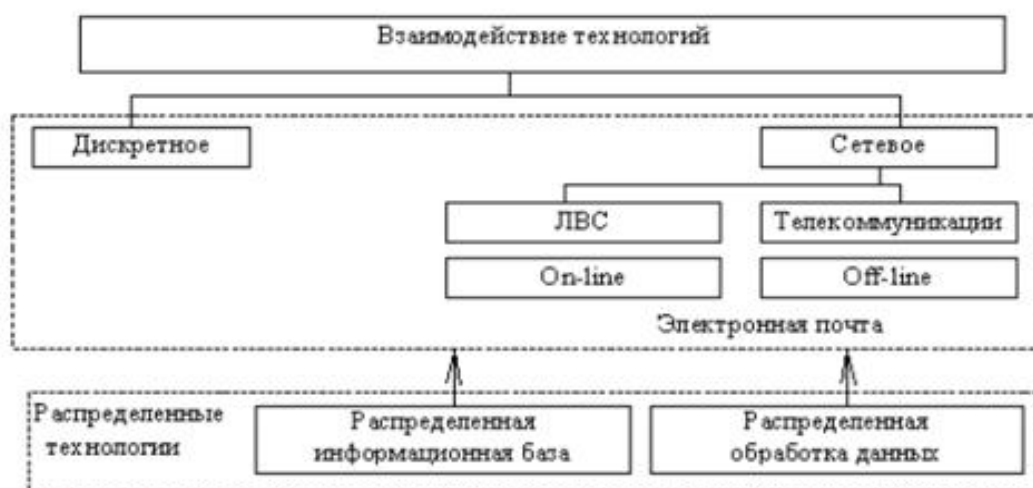 Взаимодействие технологий
Дискретное
Сетевое
ЛВС
Телекоммуникации
On-line
Off-line
Электронная почта
Распределенные
технологии
Распределенная
информационная база
Распределенная
обработка данных